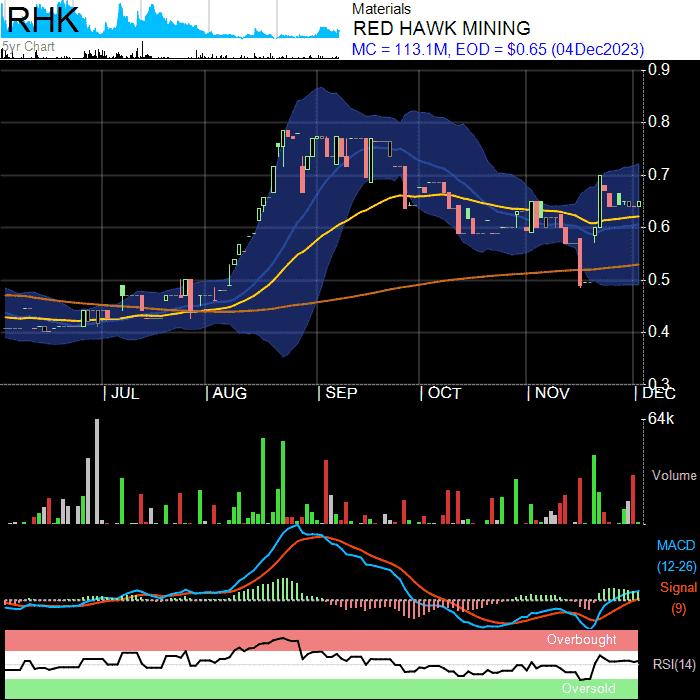 RHK
Materials
RED HAWK MINING
5yr Chart
MC = 113.1M, EOD = $0.65 (04Dec2023)
0.9
0.8
0.7
0.6
0.5
0.4
0.3
| JUL | AUG | SEP | OCT | NOV | DEC
64k
Volume
MACD
(12-26)
Signal
(9)
Overbought
RSI(14)
Oversold